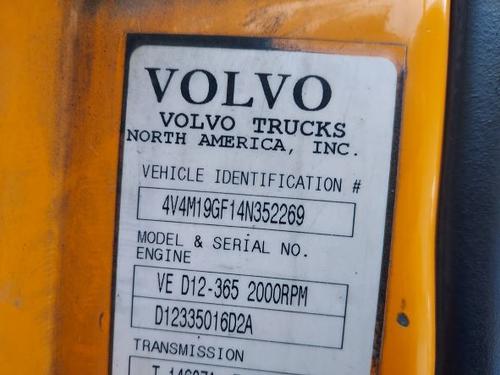 VOLVO
VOLVO TRUCKS
NORTH AMERICA, INC.
VEHICLE IDENTIFICATION #
4V4M19GF14N352269
MODEL & SERIAL NO.
ENGINE
VE D12-365 2000RPM
D12335016D2A
TRANSMISSION